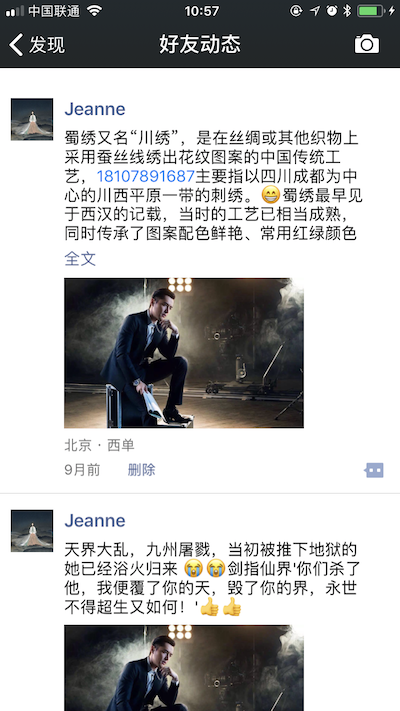 中国联通
10:57
发现
好友动态
Jeanne
蜀绣又名“川绣”，是在丝绸或其他织物上
采用蚕丝线绣出花纹图案的中国传统工
艺，18107891687主要指以四川成都为中
心的川西平原一带的刺绣。😁蜀绣最早见
于西汉的记载，当时的工艺已相当成熟，
同时传承了图案配色鲜艳、常用红绿颜色
全文
北京 · 西单
9月前 删除
Jeanne
天界大乱，九州屠戮，当初被推下地狱的
她已经浴火归来 😭😭剑指仙界'你们杀了
他，我便覆了你的天，毁了你的界，永世
不得超生又如何！'👍👍